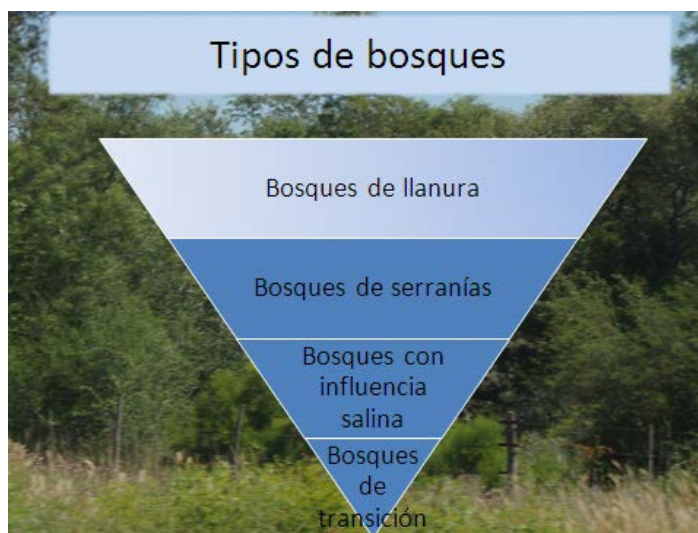 Tipos de bosques
Bosques de llanura
Bosques de serranías
Bosques con
influencia
salina
Bosques
de
transición